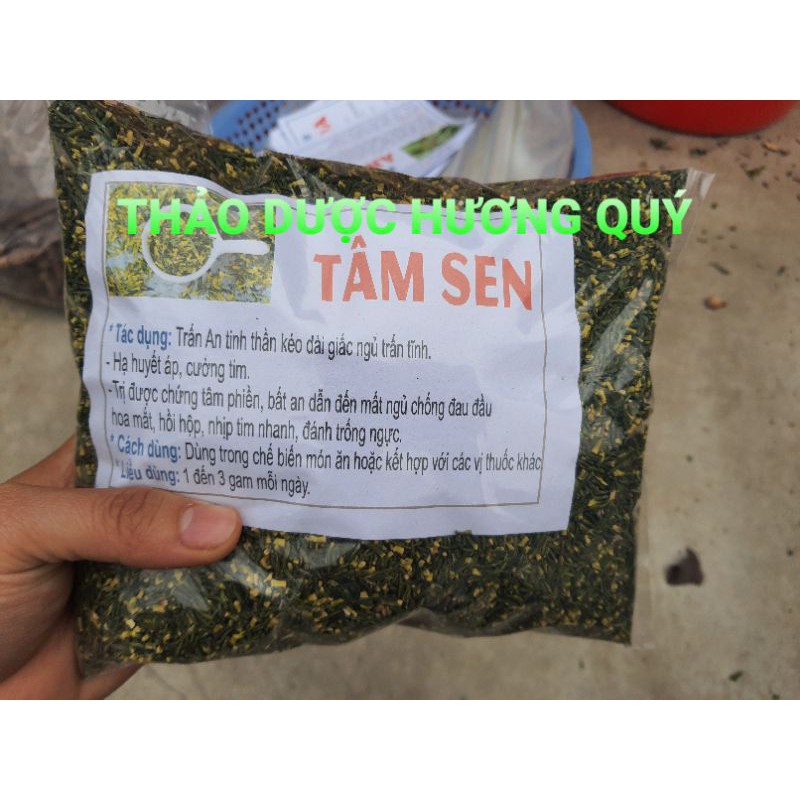 THẢO DƯỢC HƯƠNG QUÝ
TÂM SEN
* Tác dụng: Trấn An tinh thần kéo dài giấc ngủ trấn tĩnh.
- Hạ huyết áp, cường tim.
-Trị được chứng tâm phiền, bất an dẫn đến mất ngủ chống đau đầu
hoa mắt, hồi hộp, nhịp tim nhanh, đánh trống ngực.
* Cách dùng: Dùng trong chế biến món ăn hoặc kết hợp với các vị thuốc khác
*Liều dùng: 1 đến 3 gam mỗi ngày.